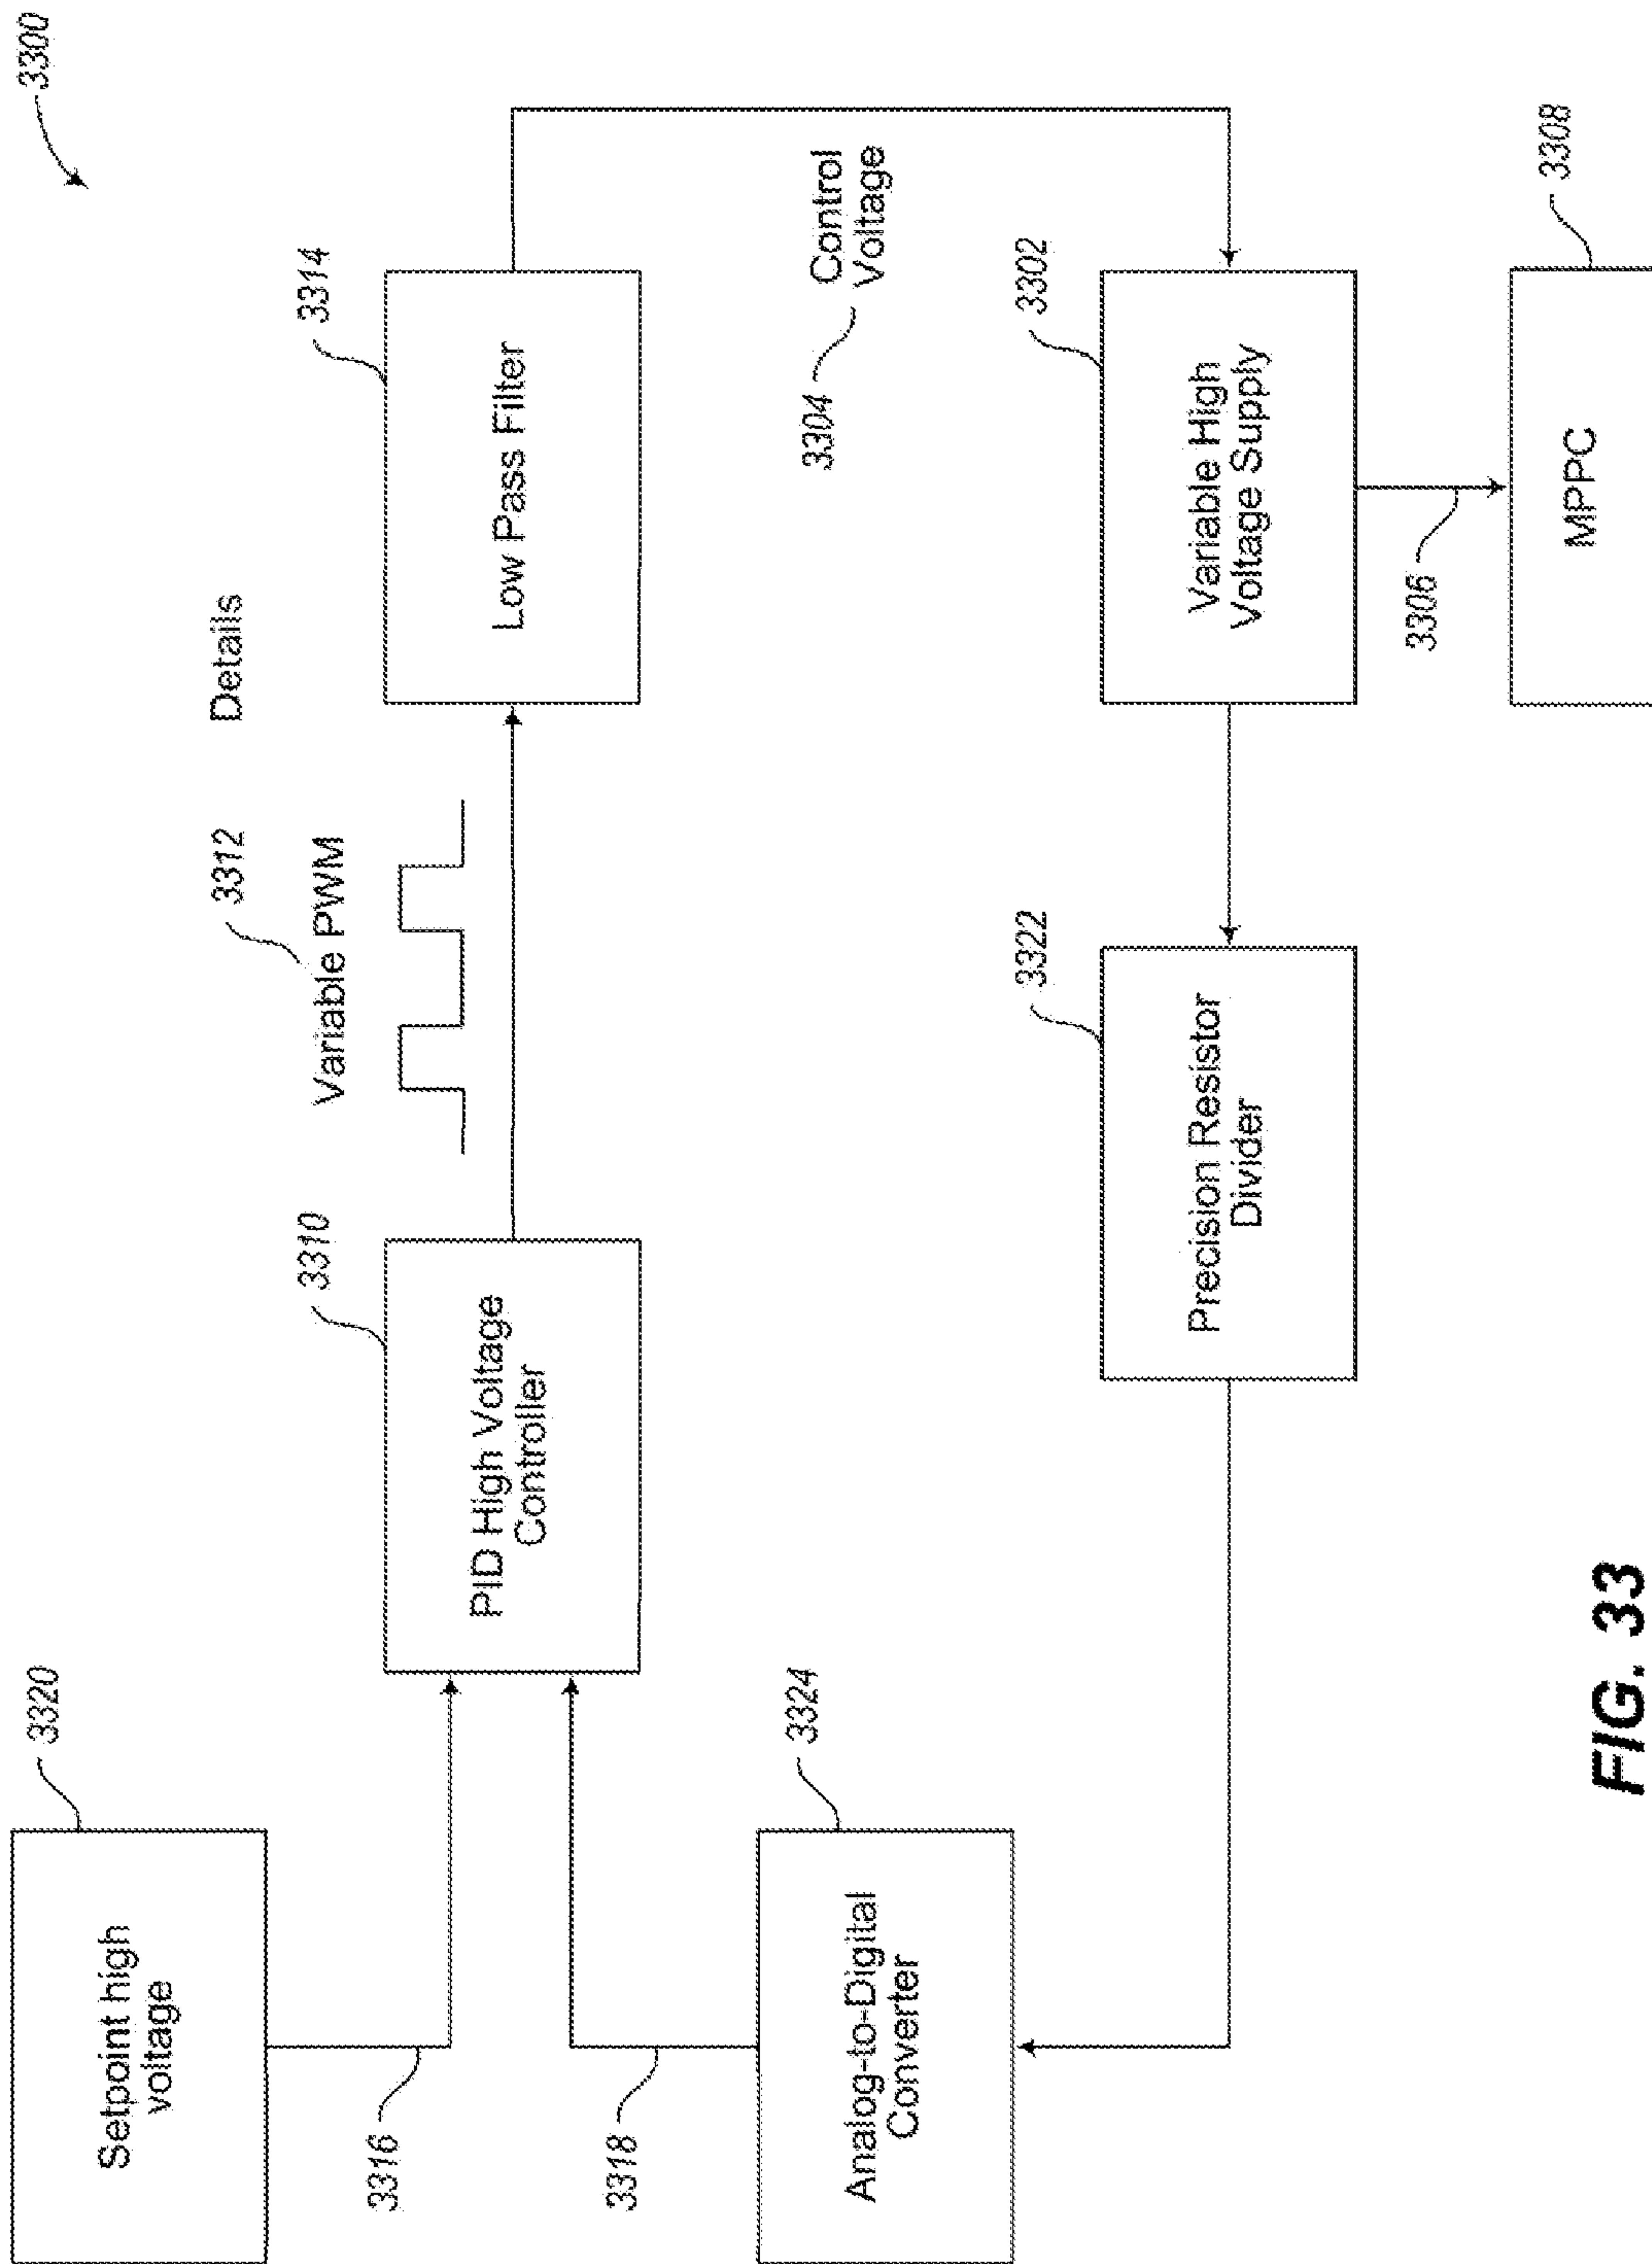 3300
3320
Setpoint high
voltage
3316
3310
PID High Voltage
Controller
3312
Variable PWM
Details
3314
Low Pass Filter
3318
3324
Analog-to-Digital
Converter
3304
Control
Voltage
3322
Precision Resistor
Divider
3302
Variable High
Voltage Supply
3306
3308
MPPC
FIG. 33